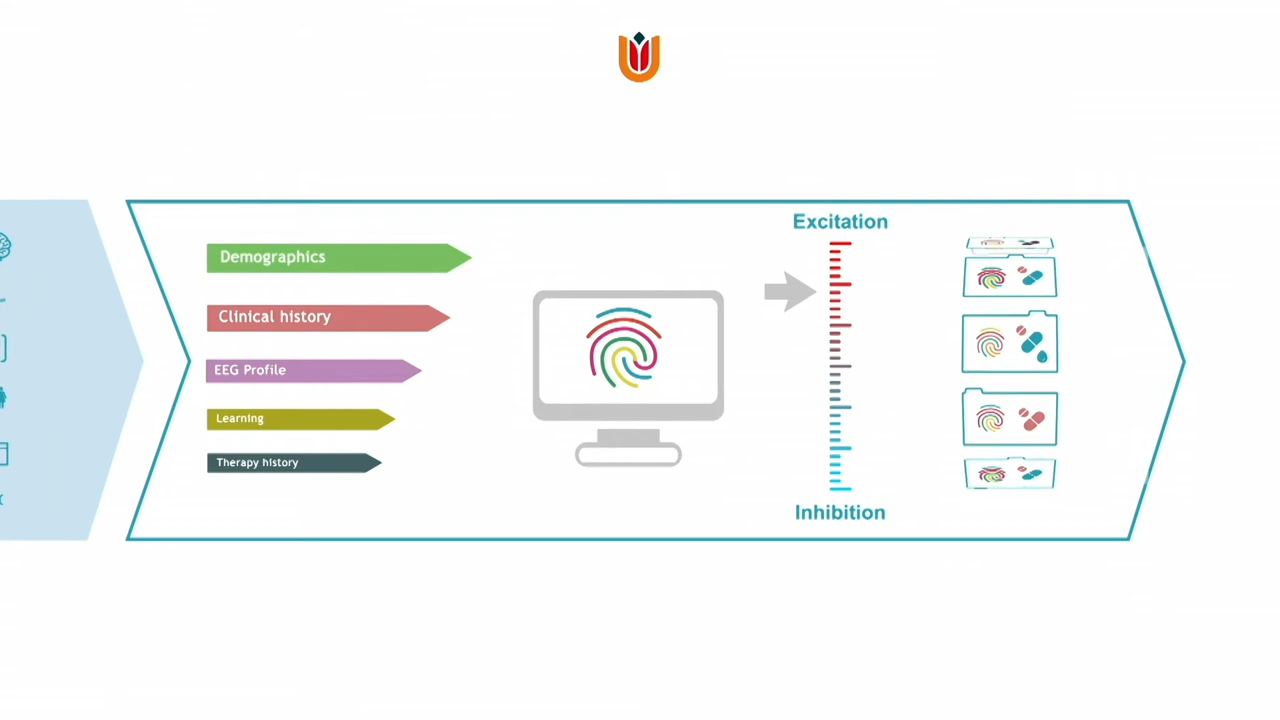 Excitation
Demographics
Clinical history
EEG Profile
Learning
Therapy history
Inhibition